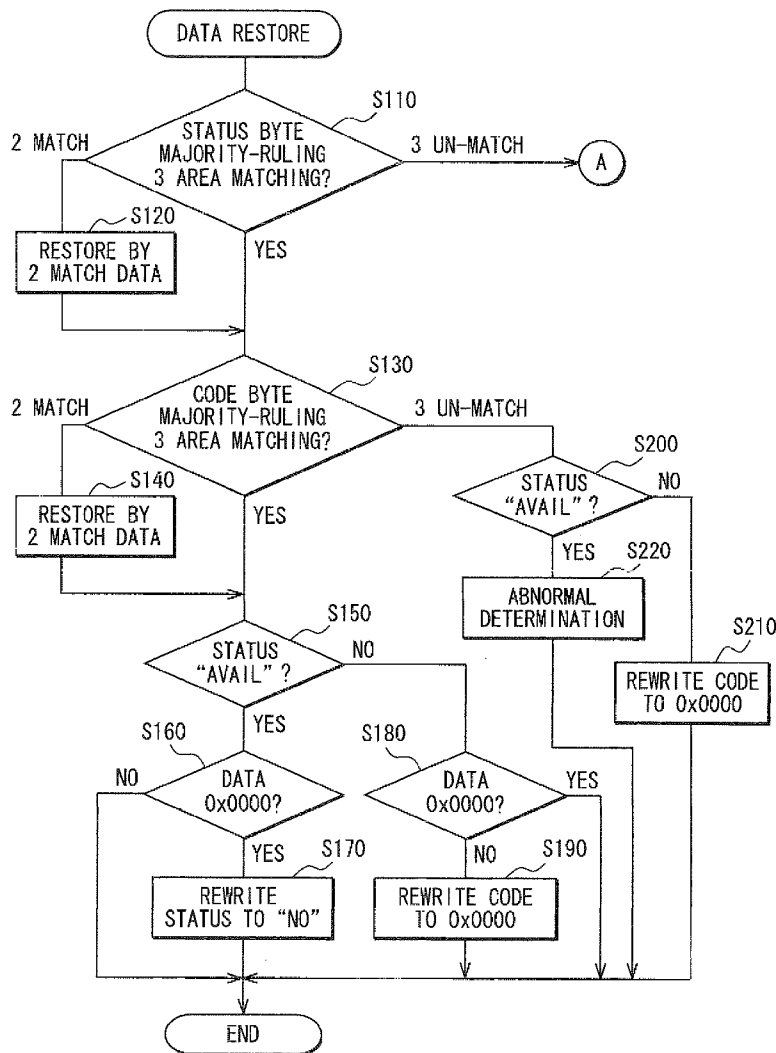 DATA RESTORE
S110
2 MATCH
STATUS BYTE
MAJORITY-RULING
3 AREA MATCHING?
3 UN-MATCH
A
S120
RESTORE BY
2 MATCH DATA
YES
S130
2 MATCH
CODE BYTE
MAJORITY-RULING
3 AREA MATCHING?
3 UN-MATCH
S140
RESTORE BY
2 MATCH DATA
YES
S200
STATUS
"AVAIL" ?
NO
YES
S220
ABNORMAL
DETERMINATION
S210
REWRITE CODE
TO 0x0000
S150
STATUS
"AVAIL" ?
NO
YES
S160
NO
DATA
0x0000?
YES
S180
DATA
0x0000?
YES
NO
S170
REWRITE
STATUS TO "NO"
S190
REWRITE CODE
TO 0x0000
END